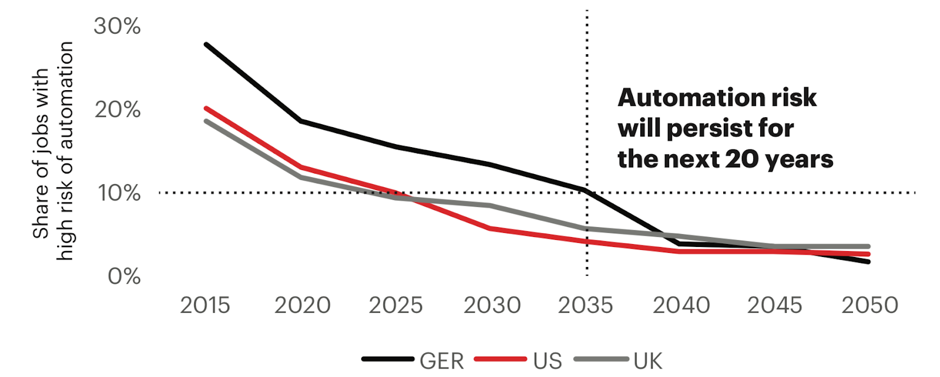 Share of jobs with
high risk of automation
30%
20%
10%
0%
Automation risk
will persist for
the next 20 years
2015 2020 2025 2030 2035 2040 2045 2050
GER US UK